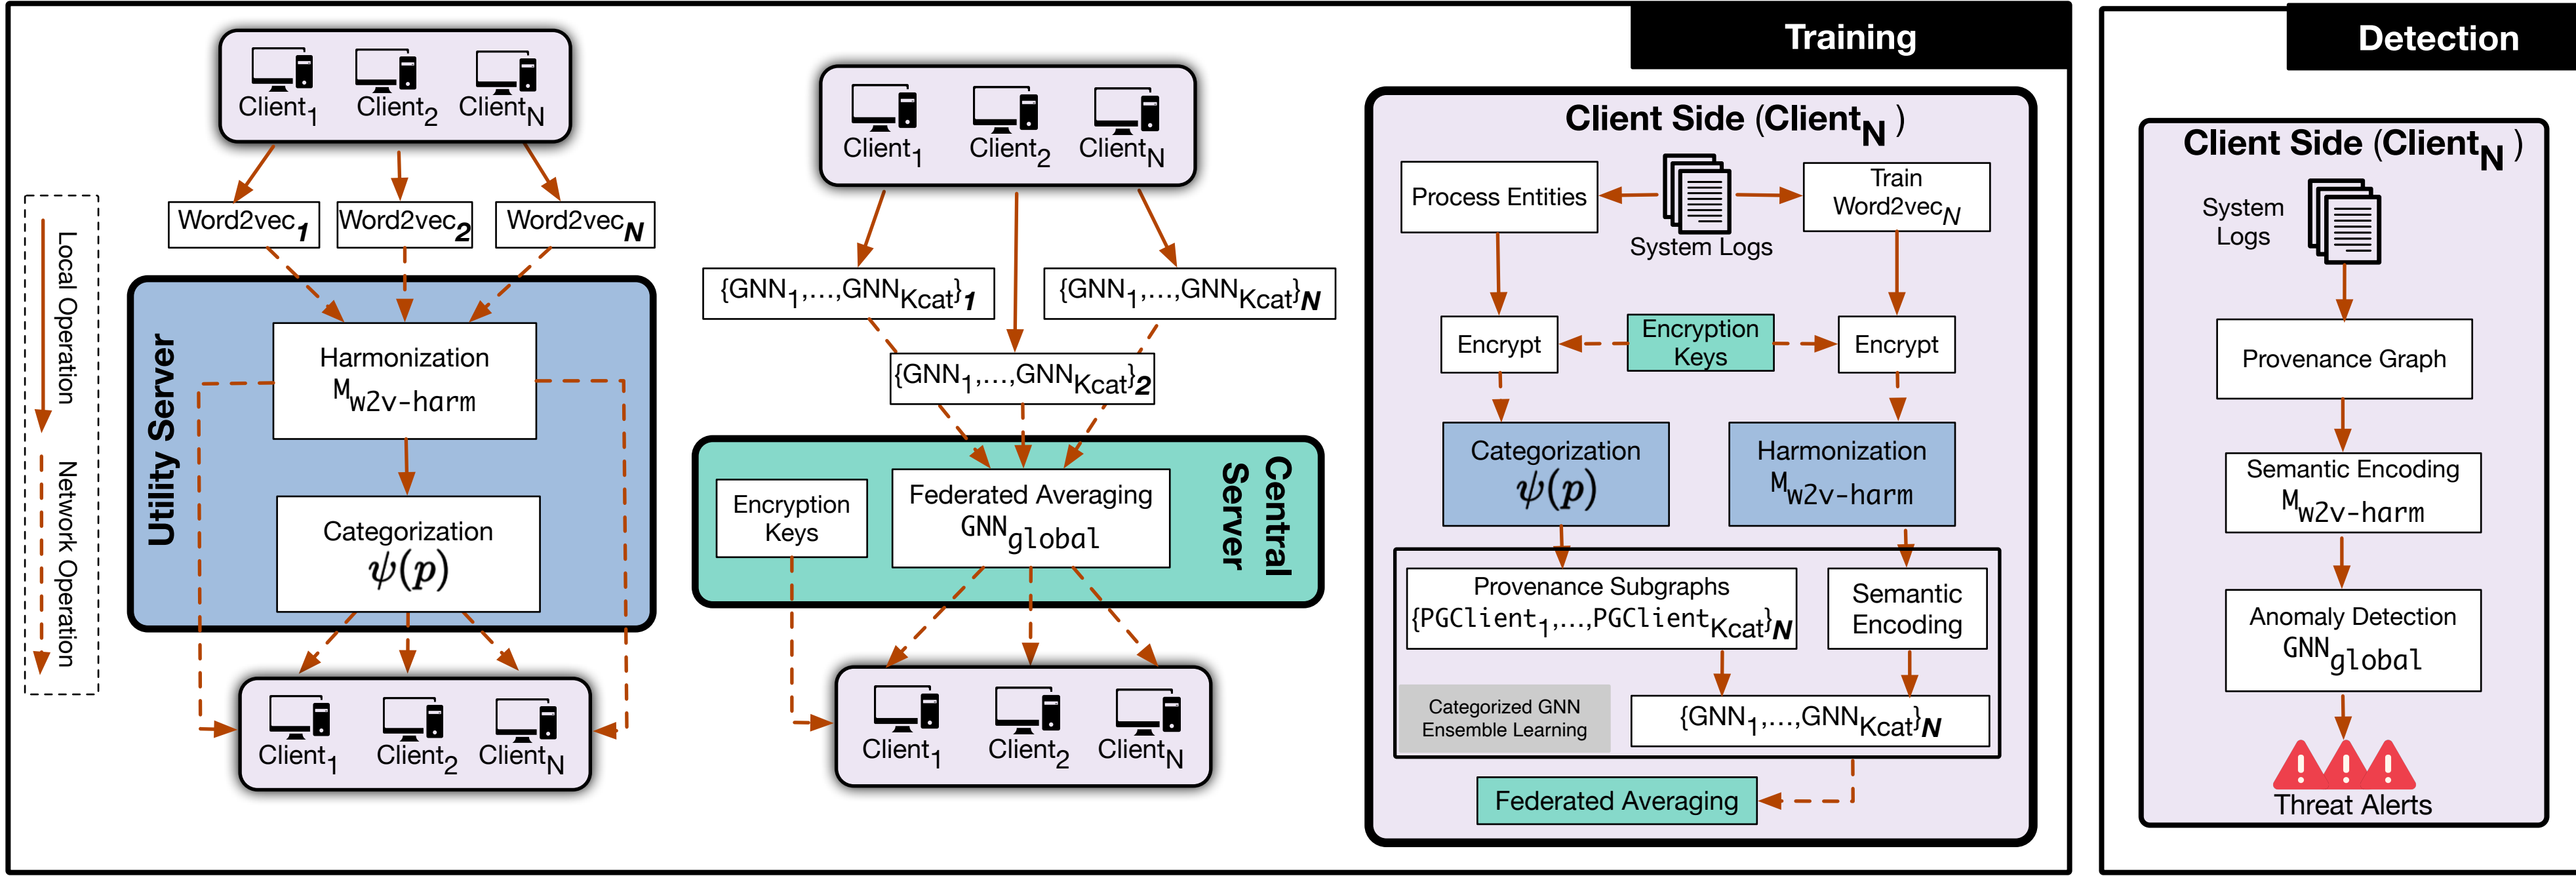 Training
Detection
Local Operation
Network Operation
Client1
Client2
ClientN
Word2vec1
Word2vec2
Word2vecN
Utility Server
Harmonization
Mw2v-harm
Categorization
ψ(p)
Client1
Client2
ClientN
Client1
Client2
ClientN
{GNN1,...,GNNKcat}1
{GNN1,...,GNNKcat}N
{GNN1,...,GNNKcat}2
Central
Server
Encryption
Keys
Federated Averaging
GNNglobal
Client1
Client2
ClientN
Client Side (ClientN )
Process Entities
System Logs
Train
Word2vecN
Encrypt
Encryption
Keys
Encrypt
Categorization
ψ(p)
Harmonization
Mw2v-harm
Provenance Subgraphs
{PGClient1,...,PGClientKcat}N
Semantic
Encoding
Categorized GNN
Ensemble Learning
{GNN1,...,GNNKcat}N
Federated Averaging
Client Side (ClientN )
System
Logs
Provenance Graph
Semantic Encoding
Mw2v-harm
Anomaly Detection
GNNglobal
Threat Alerts